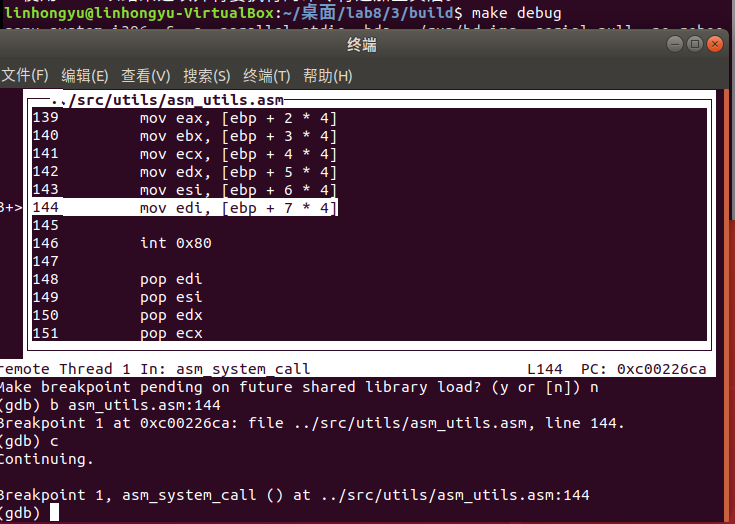 linhongyu@linhongyu-VirtualBox:~/桌面/lab8/3/build$ make debug
终端
文件(F) 编辑(E) 查看(V) 搜索(S) 终端(T) 帮助(H)
../src/utils/asm_utils.asm
139 mov eax, [ebp + 2 * 4]
140 mov ebx, [ebp + 3 * 4]
141 mov ecx, [ebp + 4 * 4]
142 mov edx, [ebp + 5 * 4]
143 mov esi, [ebp + 6 * 4]
B+> 144 mov edi, [ebp + 7 * 4]
145
146 int 0x80
147
148 pop edi
149 pop esi
150 pop edx
151 pop ecx
remote Thread 1 In: asm_system_call L144 PC: 0xc00226ca
Make breakpoint pending on future shared library load? (y or [n]) n
(gdb) b asm_utils.asm:144
Breakpoint 1 at 0xc00226ca: file ../src/utils/asm_utils.asm, line 144.
(gdb) c
Continuing.
Breakpoint 1, asm_system_call () at ../src/utils/asm_utils.asm:144
(gdb)